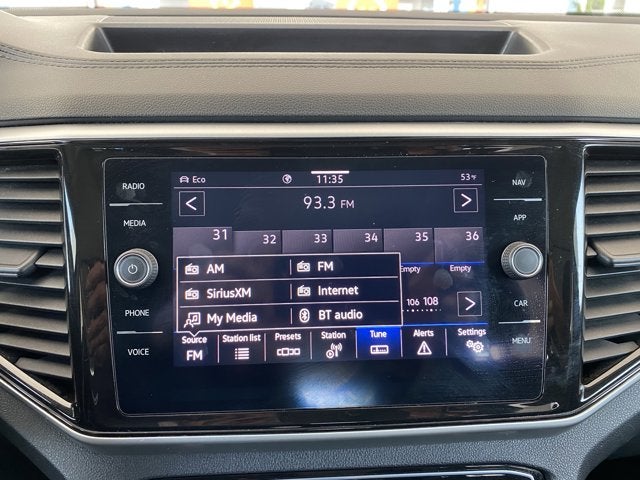 RADIO
MEDIA
PHONE
VOICE
Eco 11:35 53°F
93.3 FM
31 32 33 34 35 36
Empty Empty
AM FM
SiriusXM Internet
My Media BT audio
106 108
Source Station list Presets Station Tune Alerts Settings
FM
NAV
APP
CAR
MENU